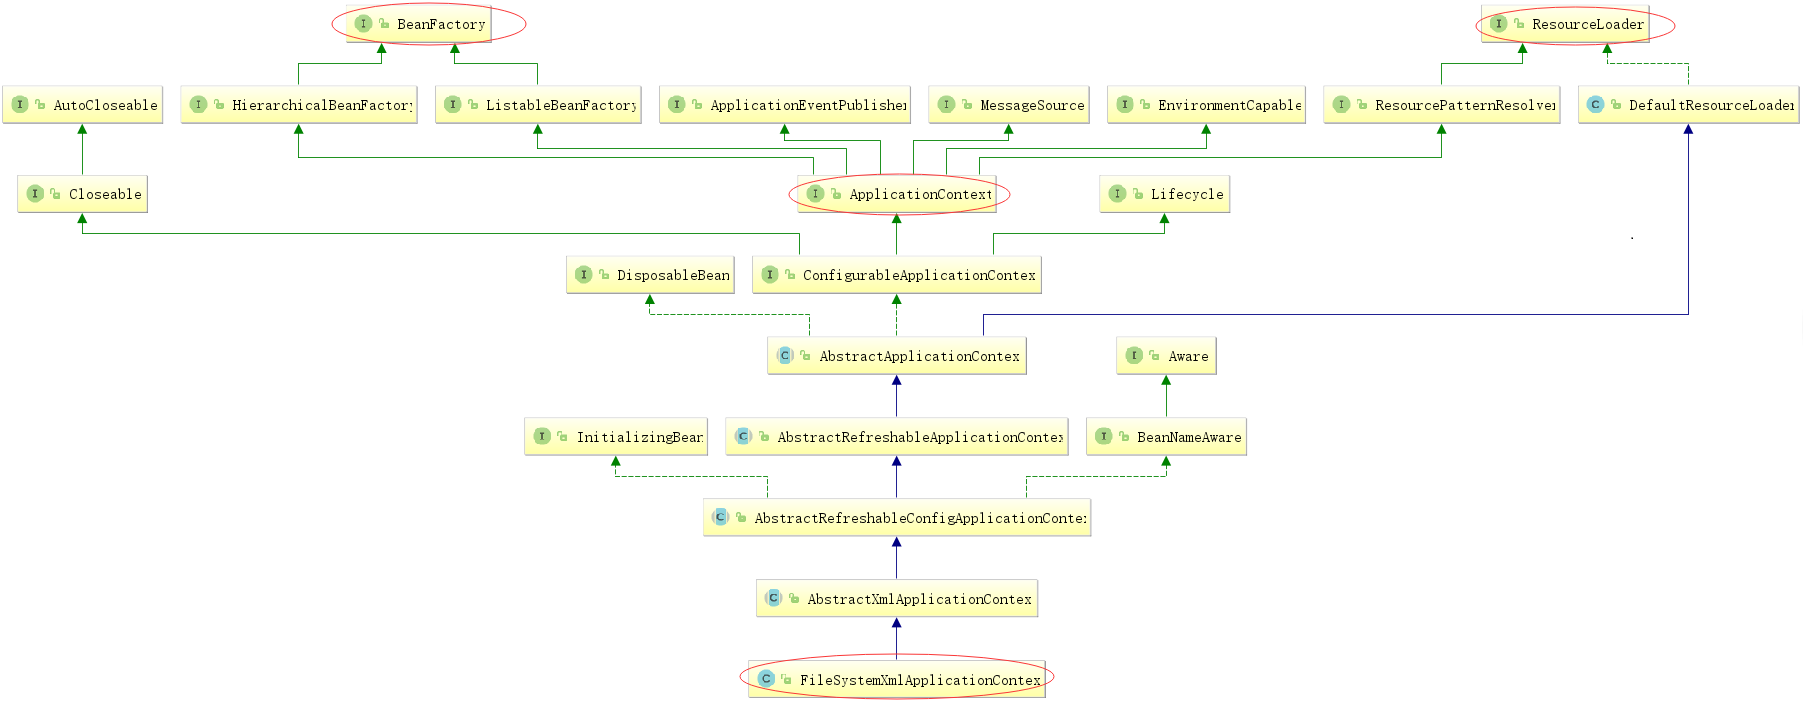 BeanFactory
ResourceLoader
AutoCloseable
HierarchicalBeanFactory
ListableBeanFactory
ApplicationEventPublisher
MessageSource
EnvironmentCapable
ResourcePatternResolver
DefaultResourceLoader
Closeable
ApplicationContext
Lifecycle
DisposableBean
ConfigurableApplicationContex
AbstractApplicationContex
Aware
InitializingBean
AbstractRefreshableApplicationContex
BeanNameAware
AbstractRefreshableConfigApplicationContex
AbstractXmlApplicationContex
FileSystemXmlApplicationContex